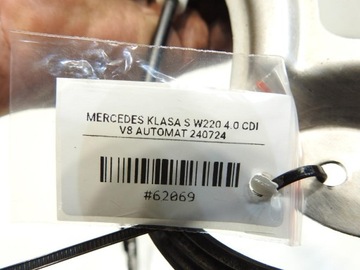 MERCEDES KLASA S W220 4.0 CDI
V8 AUTOMAT 240724
#62069